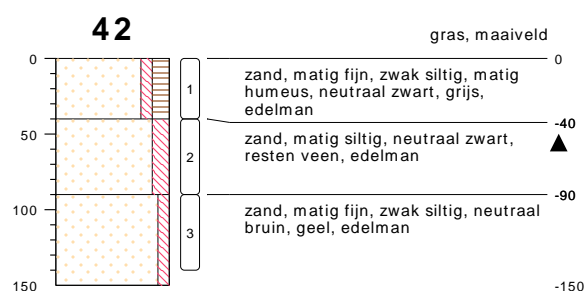 42
gras, maaiveld
0
0
zand, matig fijn, zwak siltig, matig
humeus, neutraal zwart, grijs,
edelman
1
-40
50
zand, matig siltig, neutraal zwart,
resten veen, edelman
2
-90
100
zand, matig fijn, zwak siltig, neutraal
bruin, geel, edelman
3
150
-150